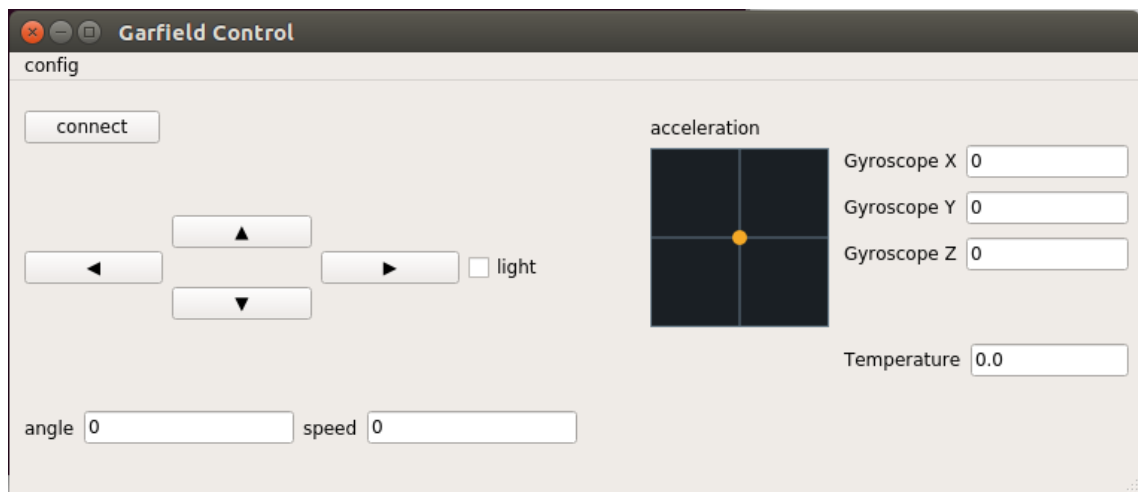 Garfield Control
config
connect
acceleration
Gyroscope X 0
Gyroscope Y 0
Gyroscope Z 0
light
Temperature 0.0
angle 0 speed 0